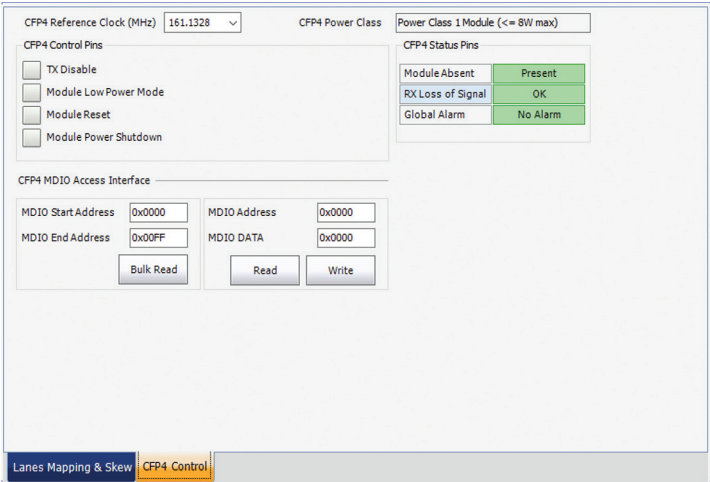 CFP4 Reference Clock (MHz) 161.1328 CFP4 Power Class Power Class 1 Module (<= 8W max)
CFP4 Control Pins CFP4 Status Pins
TX Disable
Module Absent Present
Module Low Power Mode
RX Loss of Signal OK
Module Reset
Global Alarm No Alarm
Module Power Shutdown
CFP4 MDIO Access Interface
MDIO Start Address 0x0000 MDIO Address 0x0000
MDIO End Address 0x00FF MDIO DATA 0x0000
Bulk Read Read Write
Lanes Mapping & Skew CFP4 Control